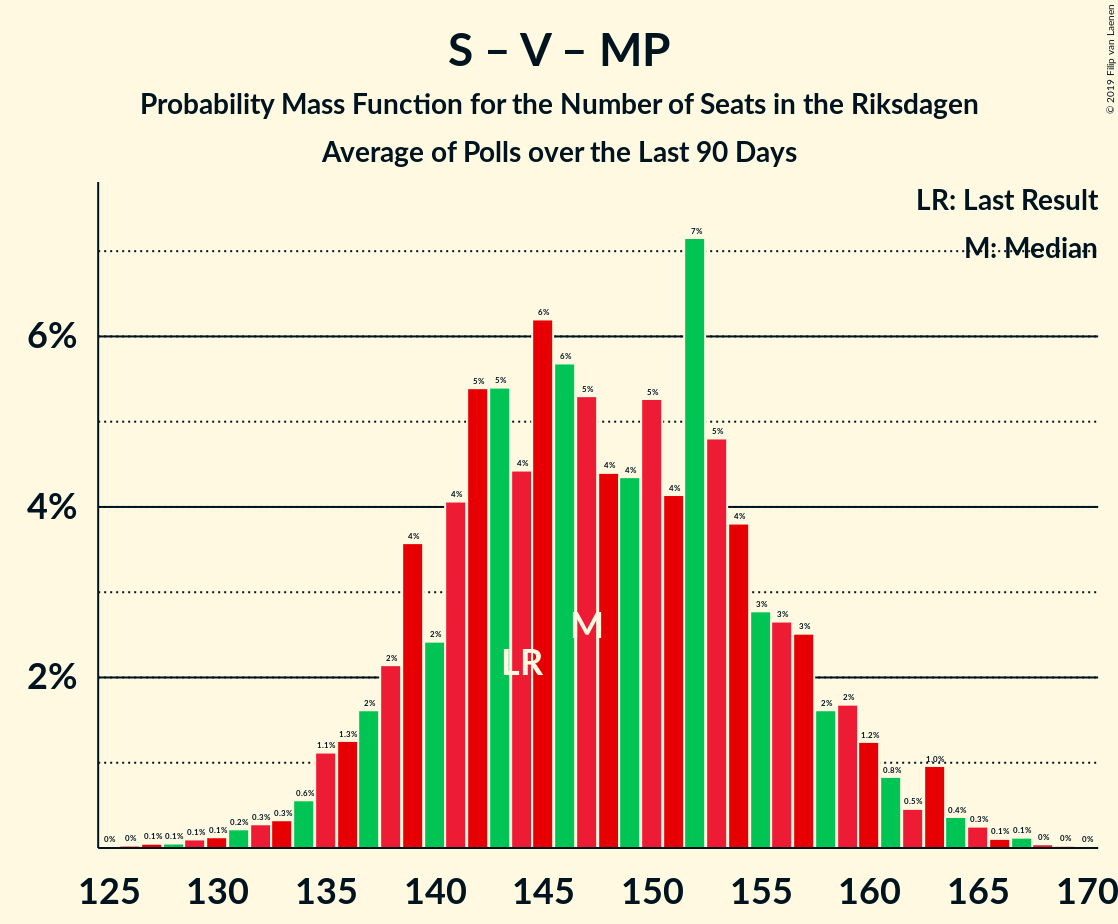 S – V – MP
Probability Mass Function for the Number of Seats in the Riksdagen
Average of Polls over the Last 90 Days
© 2019 Filip van Laenen
LR: Last Result
M: Median
6%
4%
2%
0% 0% 0.1% 0.1% 0.1% 0.1% 0.2% 0.3% 0.3% 0.6% 1.1% 1.3% 2% 2% 4% 2% 4% 5% 5% 4% 6% 6% 5% 4% 4% 5% 4% 7% 5% 4% 3% 3% 3% 2% 2% 1.2% 0.8% 0.5% 1.0% 0.4% 0.3% 0.1% 0.1% 0% 0% 0%
M
LR
125 130 135 140 145 150 155 160 165 170